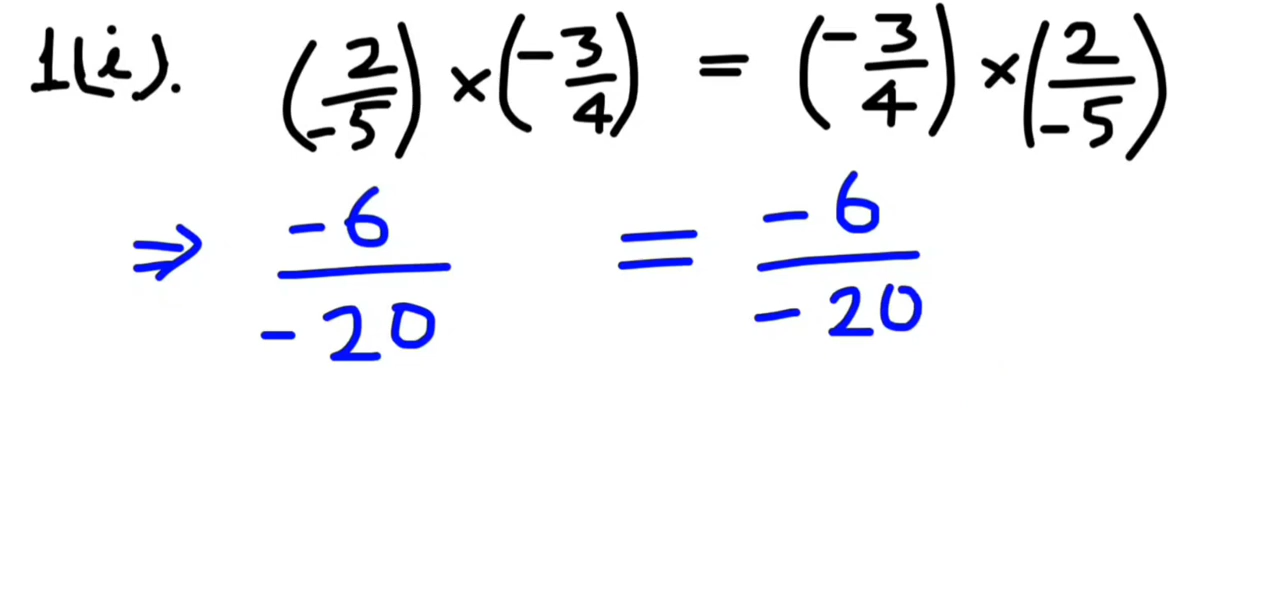 1(i). (2/-5) × (-3/4) = (-3/4) × (2/-5)
⇒ -6/-20 = -6/-20